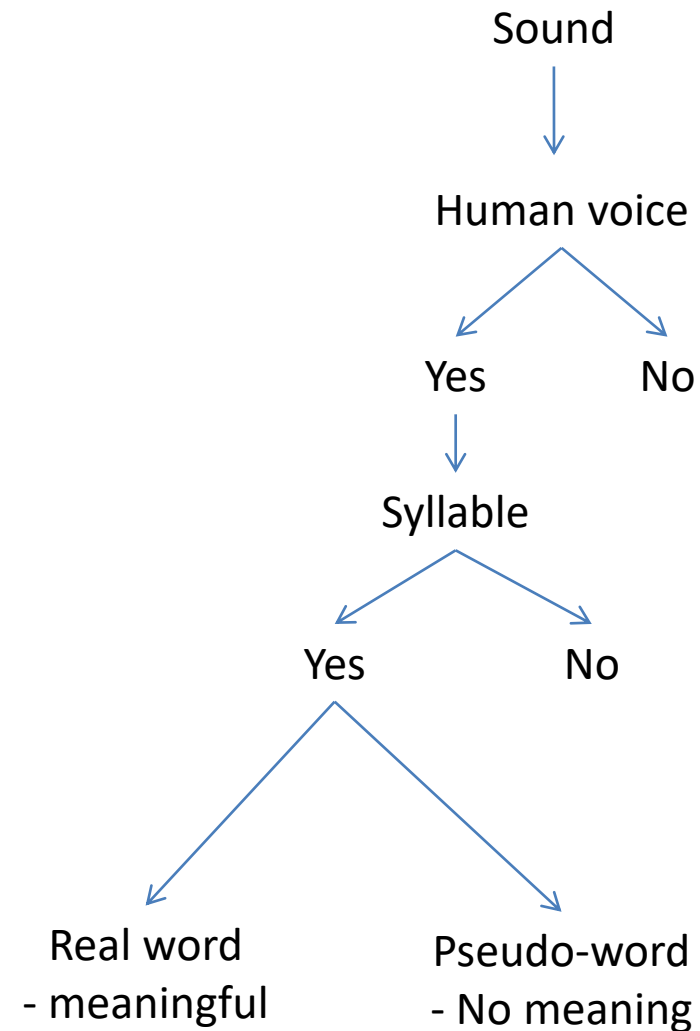 Sound
Human voice
Yes
No
Syllable
Yes
No
Real word
- meaningful
Pseudo-word
- No meaning